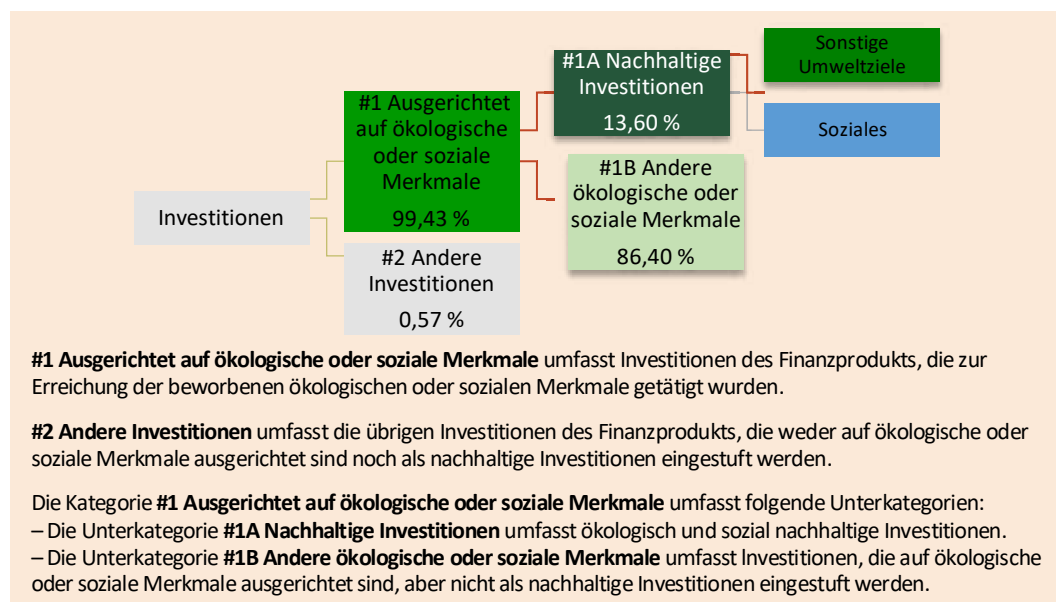 Investitionen
#1 Ausgerichtet
auf ökologische
oder soziale
Merkmale
99,43 %
#2 Andere
Investitionen
0,57 %
#1A Nachhaltige
Investitionen
13,60 %
#1B Andere
ökologische oder
soziale Merkmale
86,40 %
Sonstige
Umweltziele
Soziales
#1 Ausgerichtet auf ökologische oder soziale Merkmale umfasst Investitionen des Finanzprodukts, die zur
Erreichung der beworbenen ökologischen oder sozialen Merkmale getätigt wurden.
#2 Andere Investitionen umfasst die übrigen Investitionen des Finanzprodukts, die weder auf ökologische oder
soziale Merkmale ausgerichtet sind noch als nachhaltige Investitionen eingestuft werden.
Die Kategorie #1 Ausgerichtet auf ökologische oder soziale Merkmale umfasst folgende Unterkategorien:
– Die Unterkategorie #1A Nachhaltige Investitionen umfasst ökologisch und sozial nachhaltige Investitionen.
– Die Unterkategorie #1B Andere ökologische oder soziale Merkmale umfasst Investitionen, die auf ökologische
oder soziale Merkmale ausgerichtet sind, aber nicht als nachhaltige Investitionen eingestuft werden.